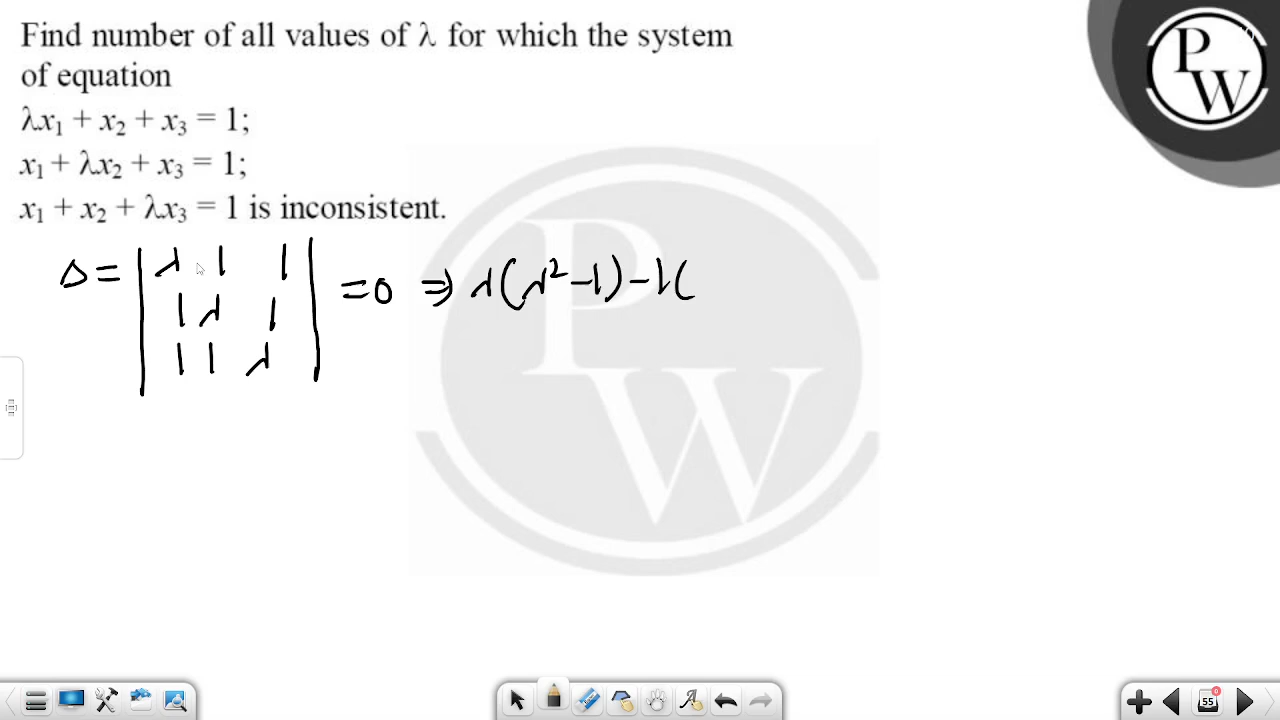 Find number of all values of λ for which the system
of equation
λx₁ + x₂ + x₃ = 1;
x₁ + λx₂ + x₃ = 1;
x₁ + x₂ + λx₃ = 1 is inconsistent.
Δ = | λ 1 1 |
| 1 λ 1 | = 0 ⇒ λ(λ² - 1) - 1(
| 1 1 λ |
P
W
P
W
55